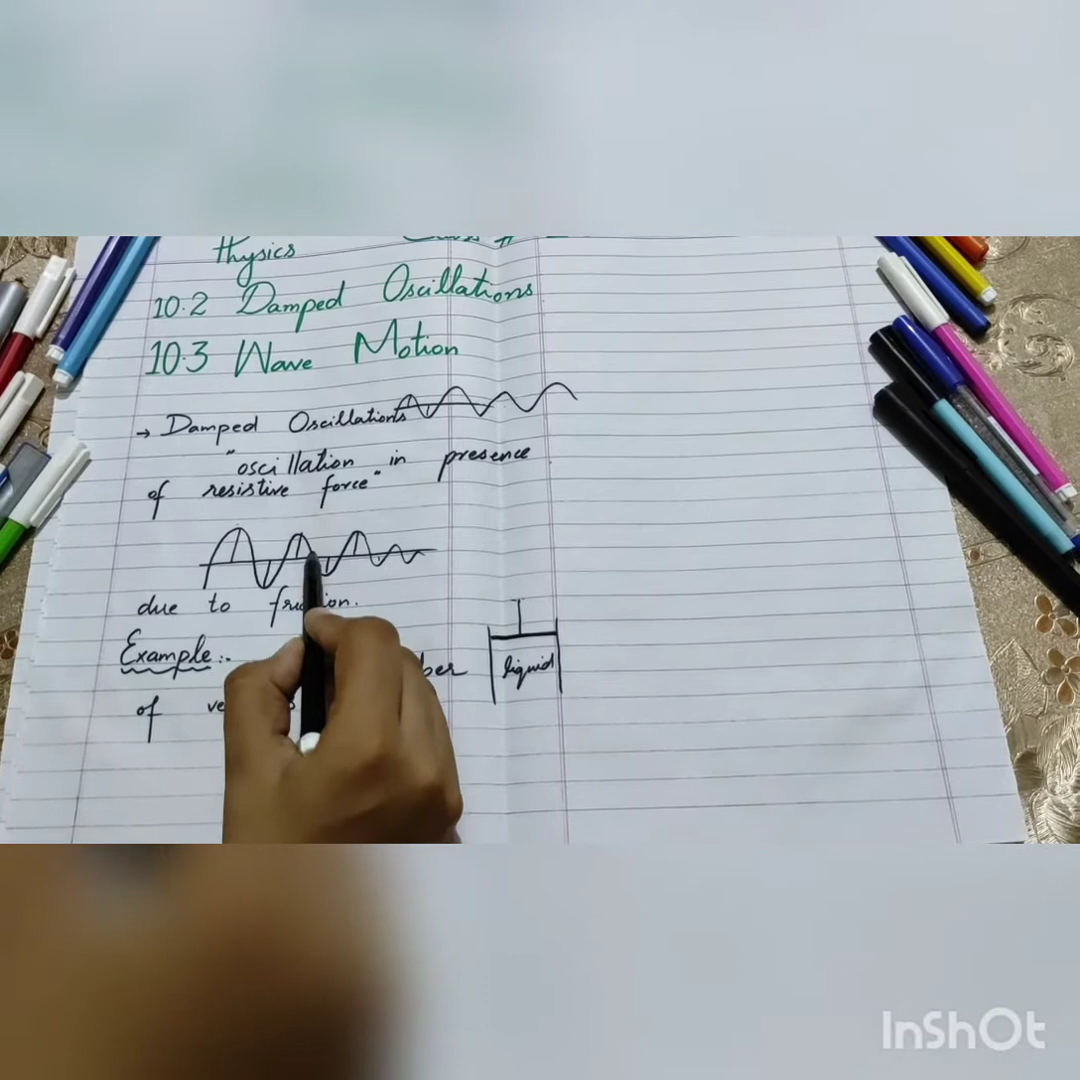 Physics
10.2 Damped Oscillations
10.3 Wave Motion
→ Damped Oscillations
"oscillation in presence
of resistive force"
due to friction.
Example:-
liquid
of
InShOt